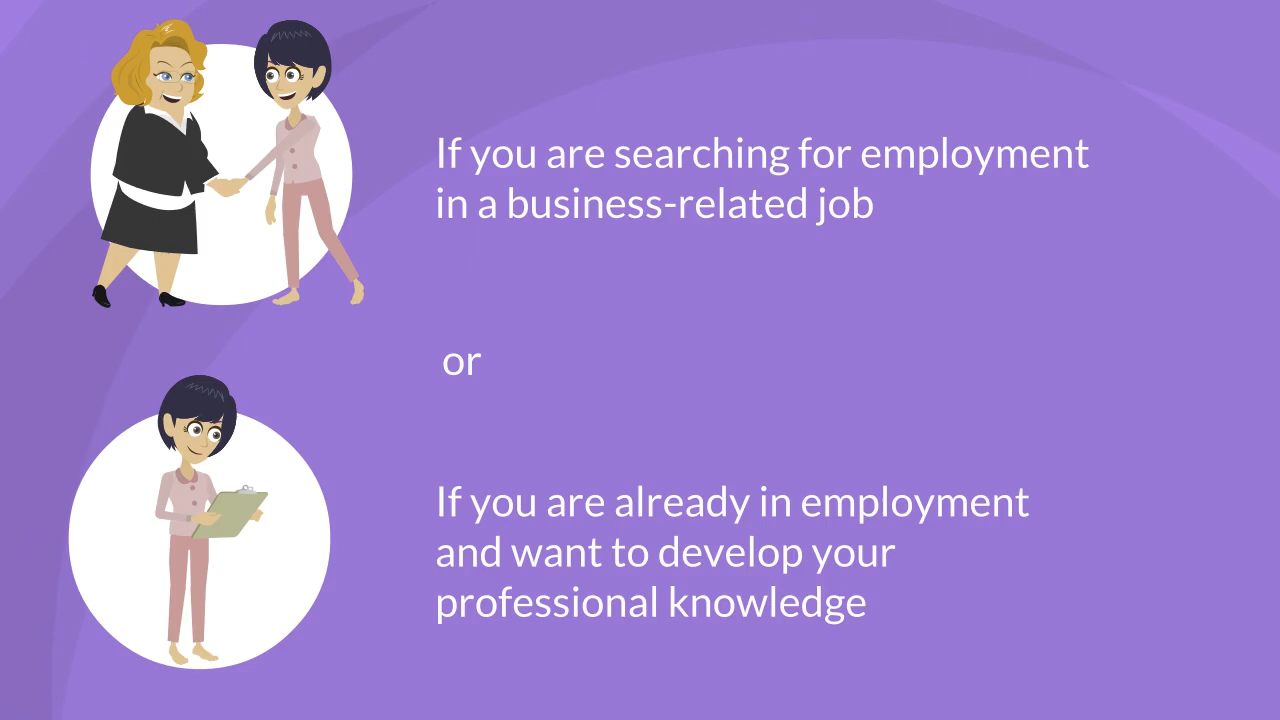 If you are searching for employment
in a business-related job
or
If you are already in employment
and want to develop your
professional knowledge